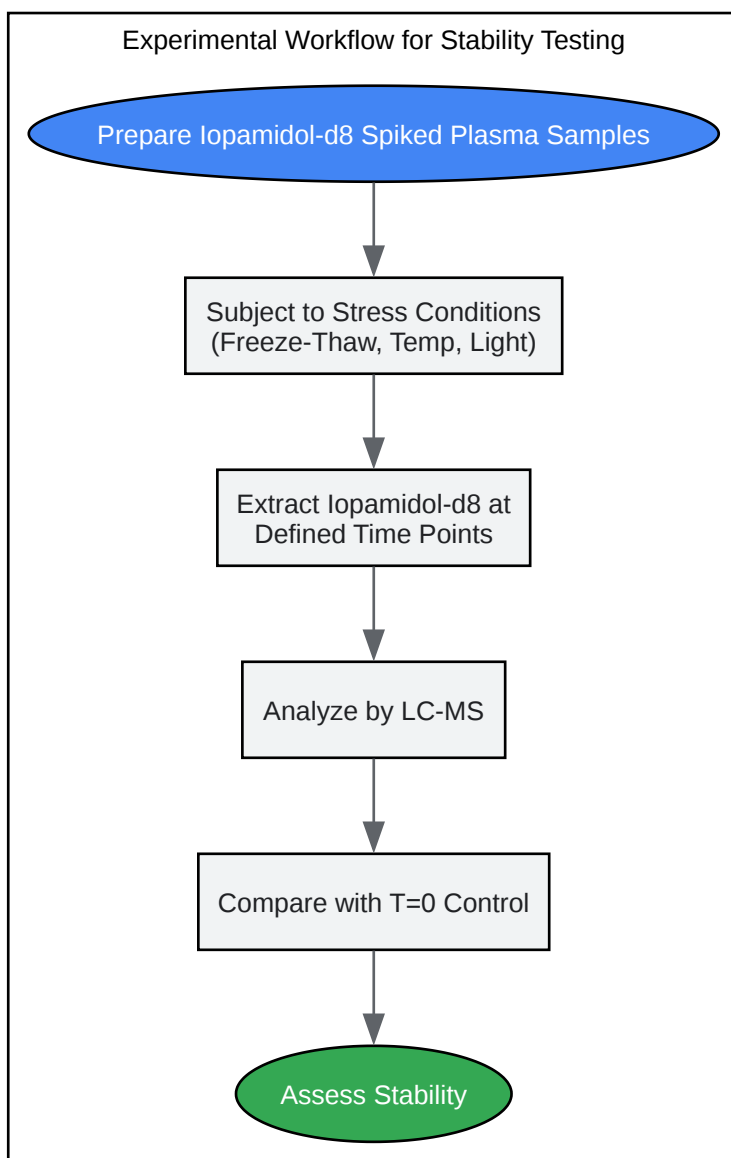 Experimental Workflow for Stability Testing
Prepare Iopamidol-d8 Spiked Plasma Samples
Subject to Stress Conditions
(Freeze-Thaw, Temp, Light)
Extract Iopamidol-d8 at
Defined Time Points
Analyze by LC-MS
Compare with T=0 Control
Assess Stability